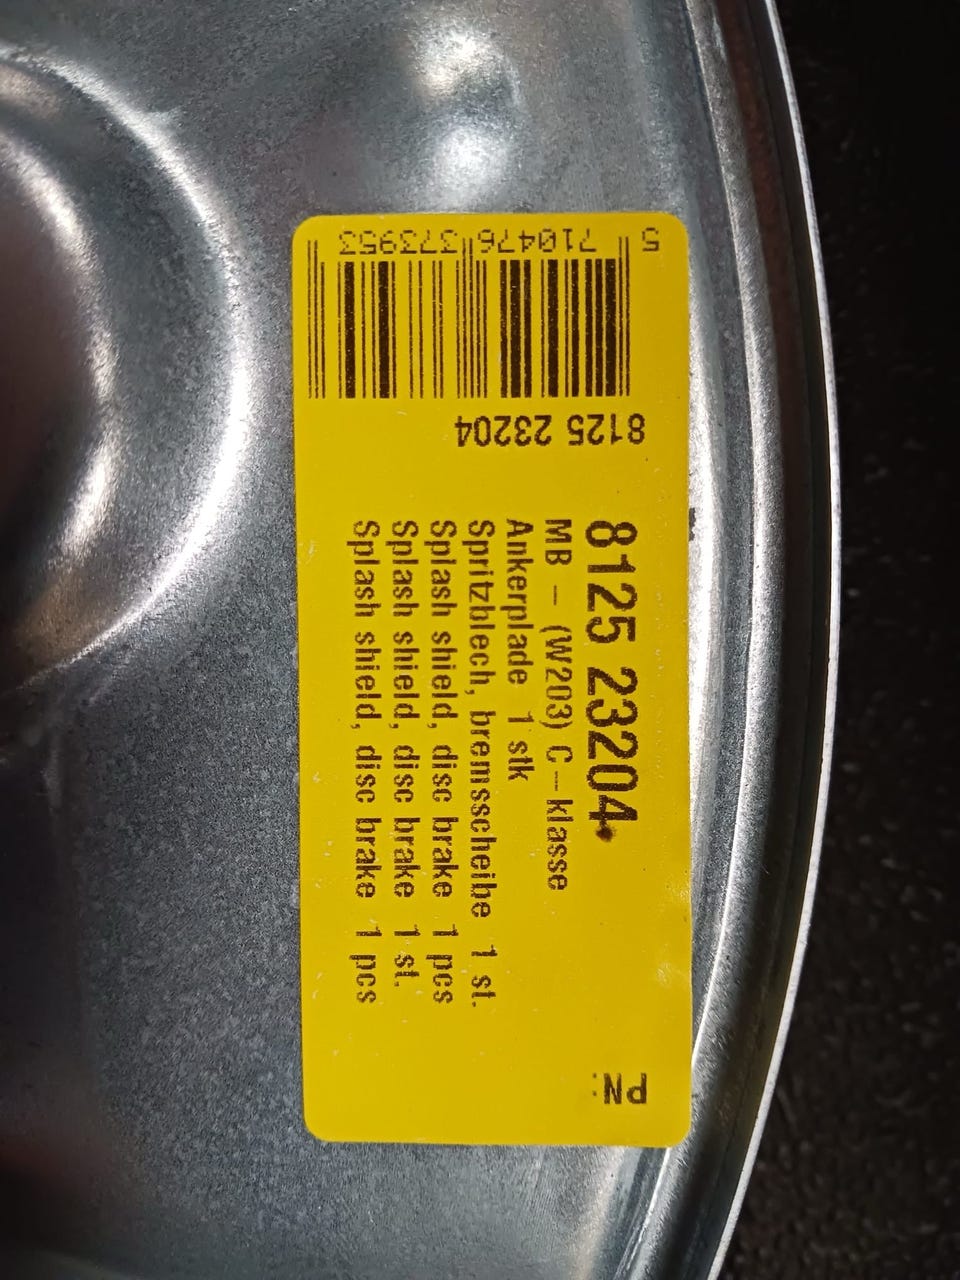 5 710476 373953
8125 23204
8125 23204
MB - (W203) C - klasse
Ankerplade 1 stk
Spritzblech, bremsscheibe 1 st.
Splash shield, disc brake 1 pcs
Splash shield, disc brake 1 st.
Splash shield, disc brake 1 pcs
PN: